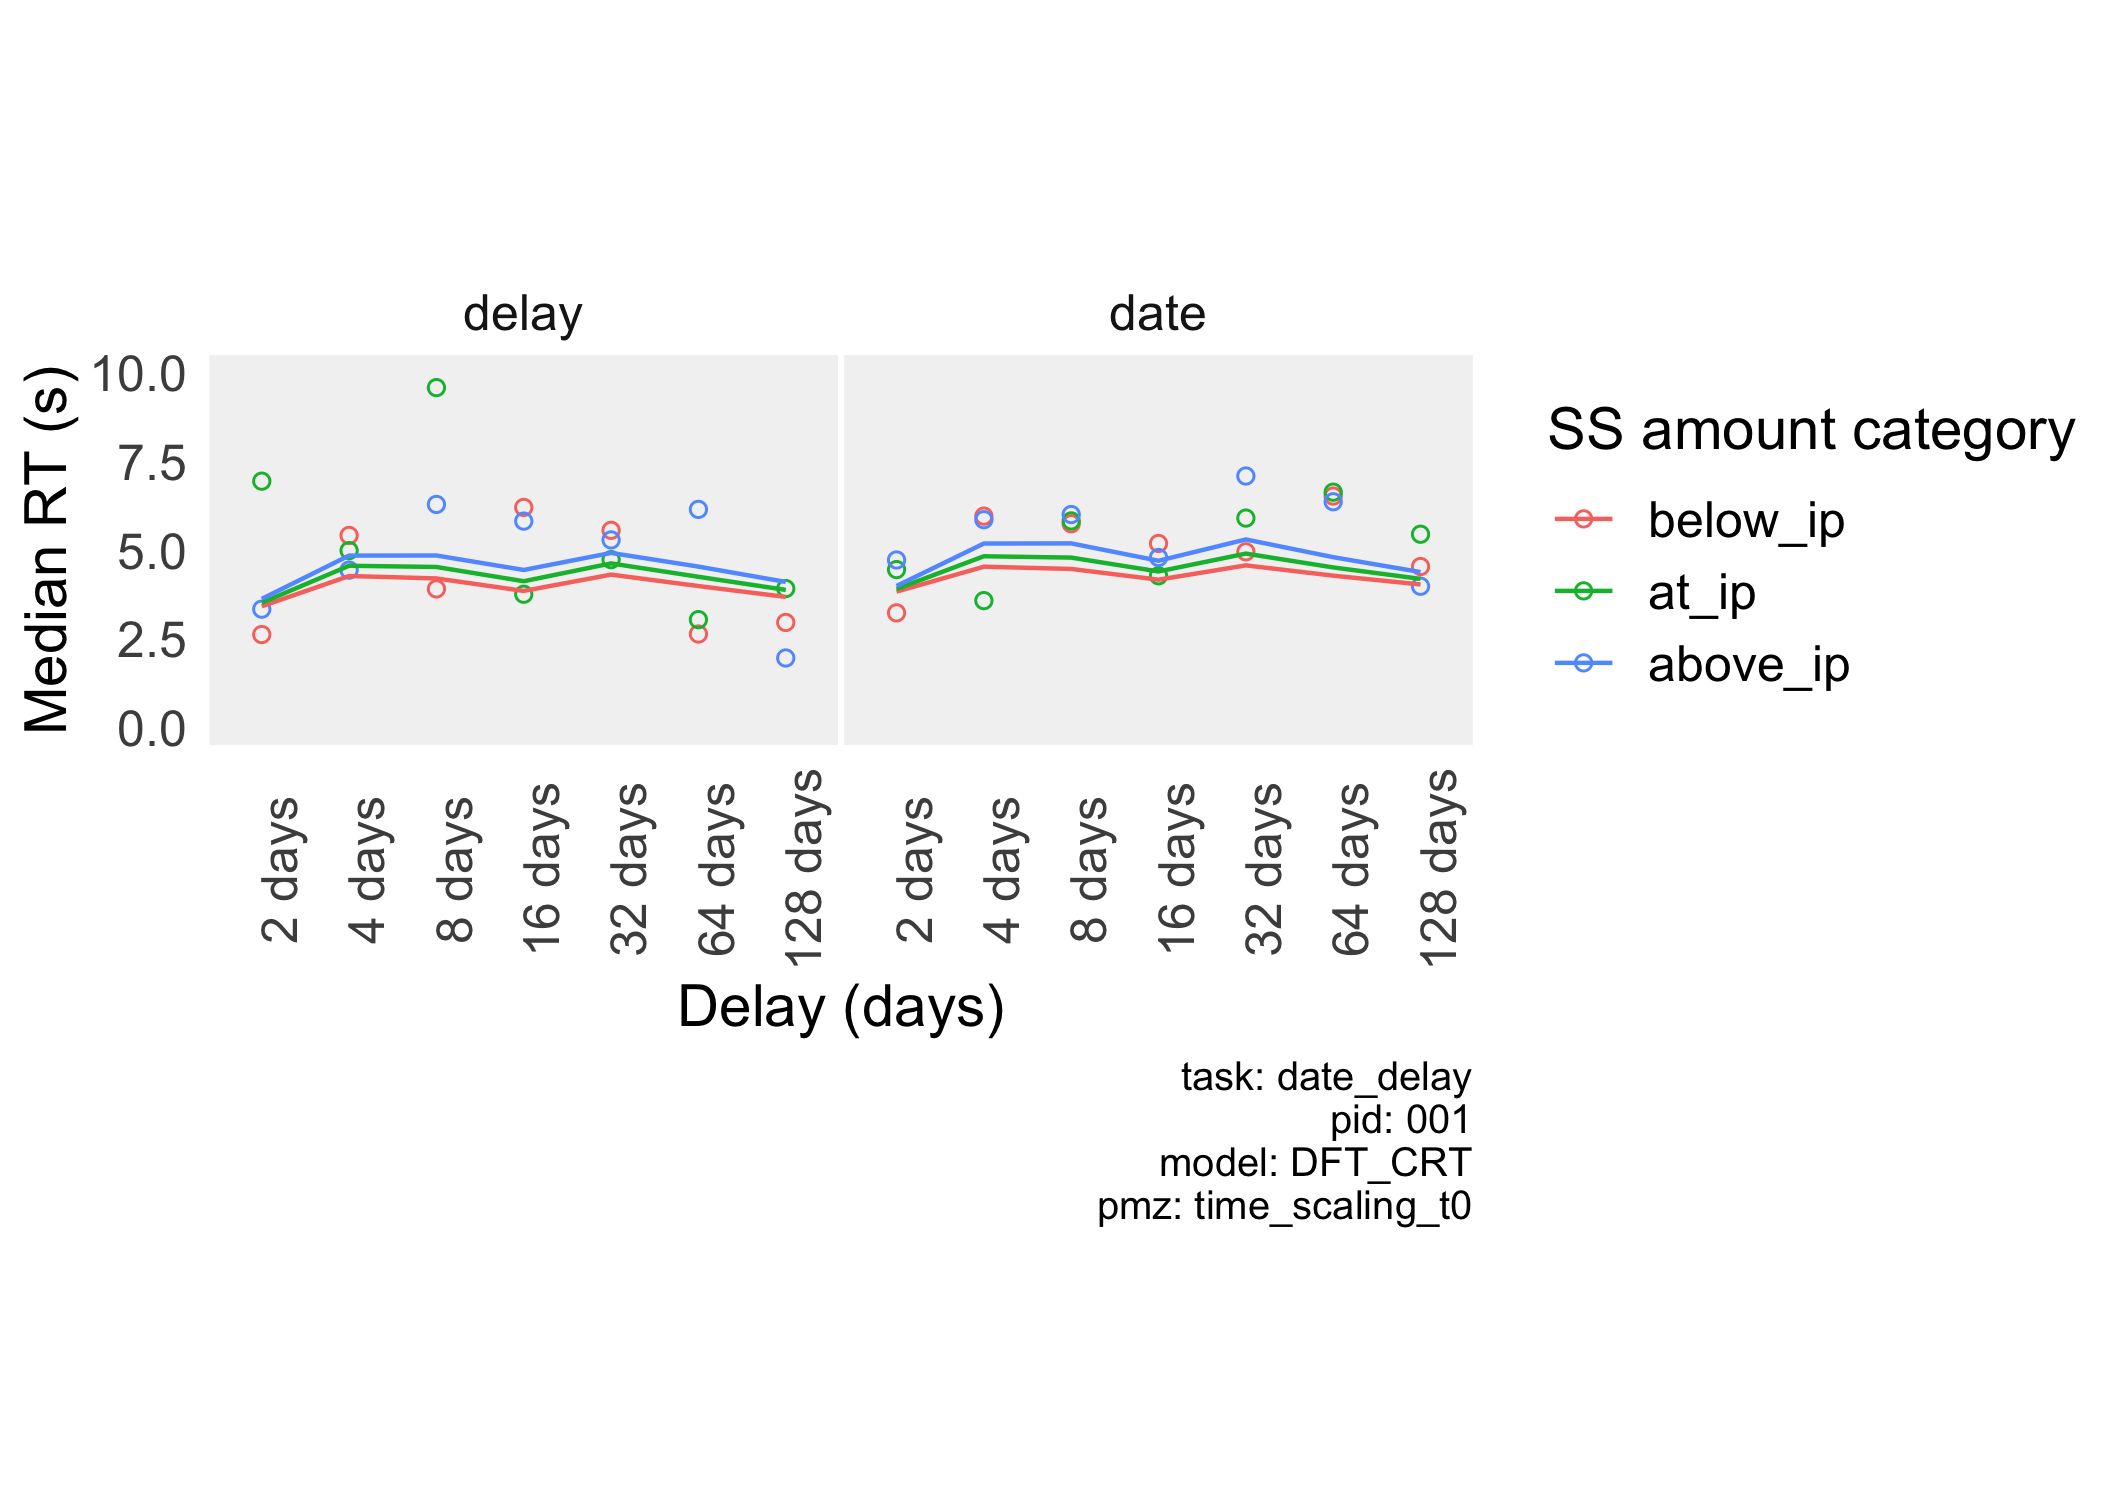 delay
date
Median RT (s)
10.0
7.5
5.0
2.5
0.0
2 days
4 days
8 days
16 days
32 days
64 days
128 days
2 days
4 days
8 days
16 days
32 days
64 days
128 days
Delay (days)
SS amount category
below_ip
at_ip
above_ip
task: date_delay
pid: 001
model: DFT_CRT
pmz: time_scaling_t0